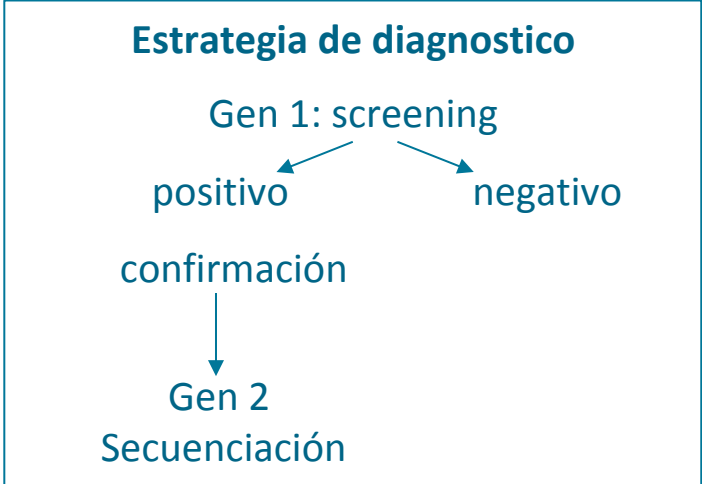 Estrategia de diagnostico
Gen 1: screening
positivo negativo
confirmación
Gen 2
Secuenciación